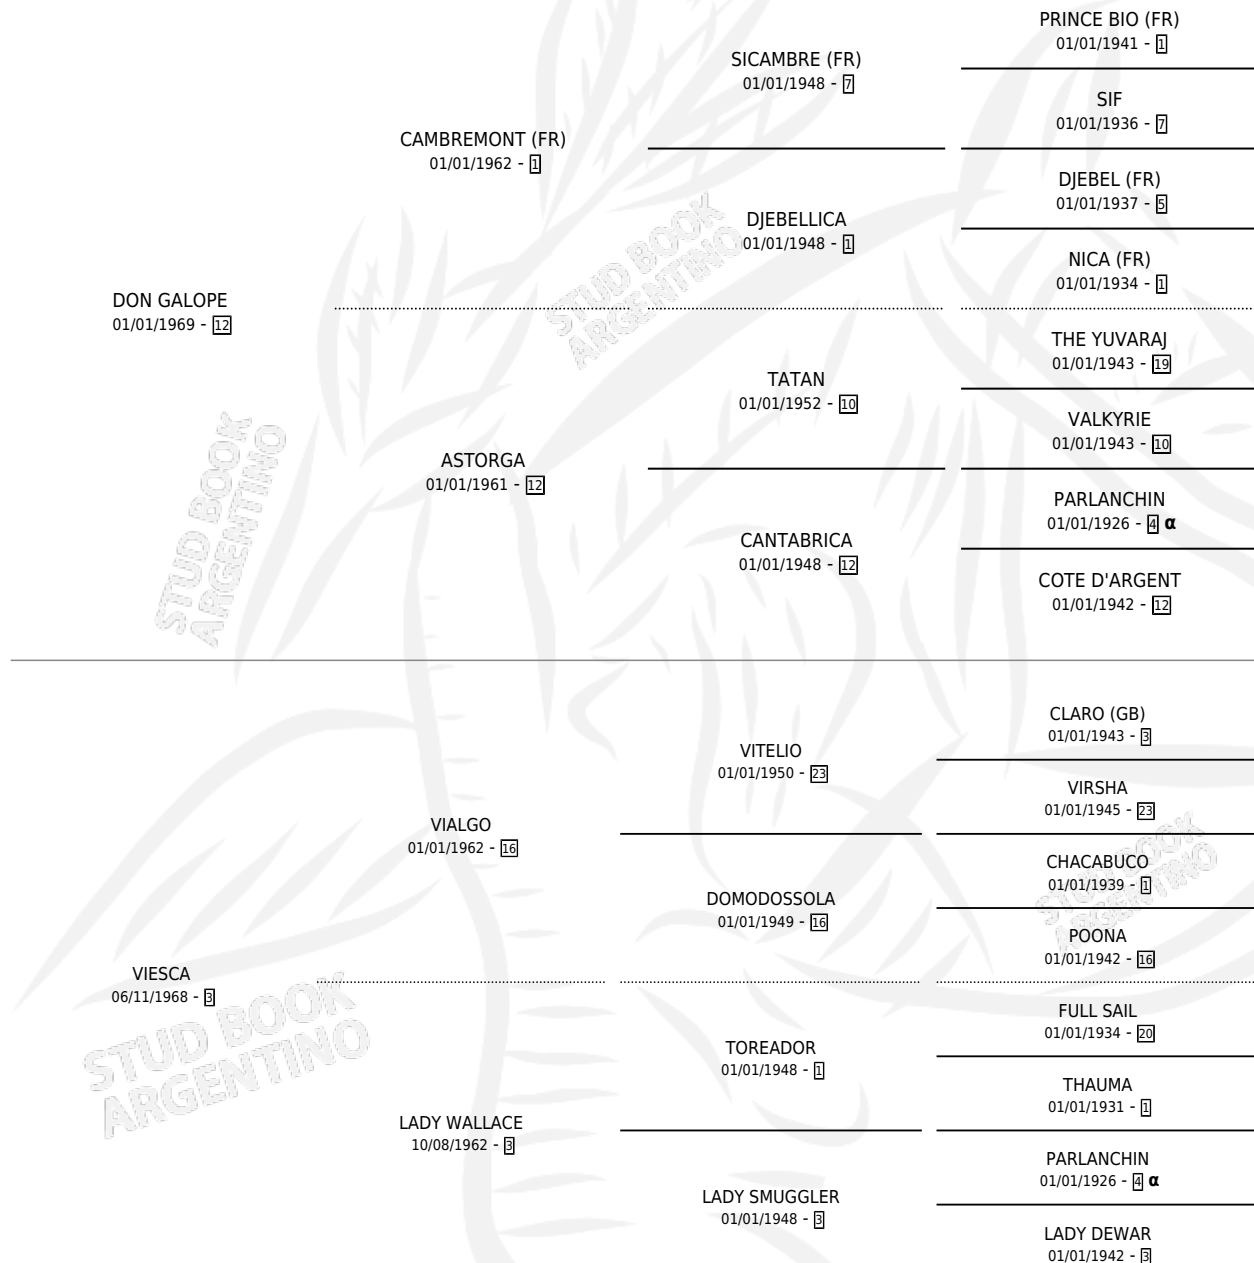 PRINCE BIO (FR)
01/01/1941 - 1
SICAMBRE (FR)
01/01/1948 - 7
SIF
01/01/1936 - 7
CAMBREMONT (FR)
01/01/1962 - 1
DJEBEL (FR)
01/01/1937 - 5
DJEBELLICA
01/01/1948 - 1
NICA (FR)
01/01/1934 - 1
DON GALOPE
01/01/1969 - 12
THE YUVARAJ
01/01/1943 - 19
TATAN
01/01/1952 - 10
VALKYRIE
01/01/1943 - 10
ASTORGA
01/01/1961 - 12
PARLANCHIN
01/01/1926 - 4 α
CANTABRICA
01/01/1948 - 12
COTE D'ARGENT
01/01/1942 - 12
CLARO (GB)
01/01/1943 - 3
VITELIO
01/01/1950 - 23
VIRSHA
01/01/1945 - 23
VIALGO
01/01/1962 - 16
CHACABUCO
01/01/1939 - 1
DOMODOSSOLA
01/01/1949 - 16
POONA
01/01/1942 - 16
VIESCA
06/11/1968 - 3
FULL SAIL
01/01/1934 - 20
TOREADOR
01/01/1948 - 1
THAUMA
01/01/1931 - 1
LADY WALLACE
10/08/1962 - 3
PARLANCHIN
01/01/1926 - 4 α
LADY SMUGGLER
01/01/1948 - 3
LADY DEWAR
01/01/1942 - 3
STUD BOOK
ARGENTINO
STUD BOOK
ARGENTINO
STUD BOOK
ARGENTINO
STUD BOOK
ARGENTINO